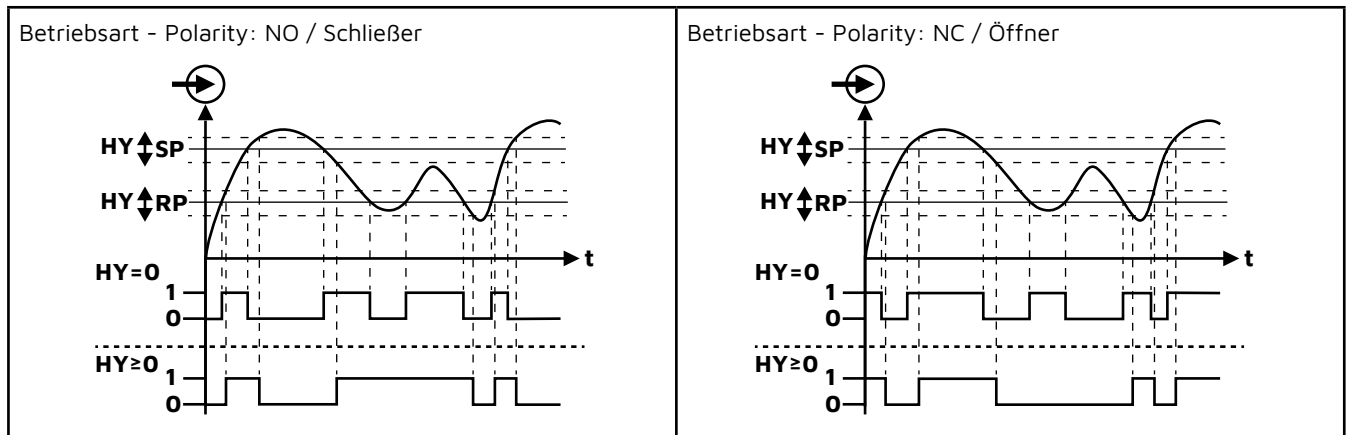 Betriebsart - Polarity: NO / Schließer
HY SP
HY RP
t
HY=0
1
0
HY≥0
1
0
Betriebsart - Polarity: NC / Öffner
HY SP
HY RP
t
HY=0
1
0
HY≥0
1
0